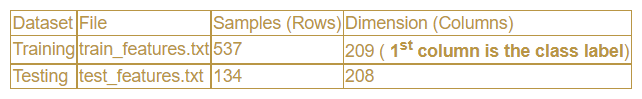 Dataset File Samples (Rows) Dimension (Columns)
Training train_features.txt 537 209 ( 1st column is the class label)
Testing test_features.txt 134 208